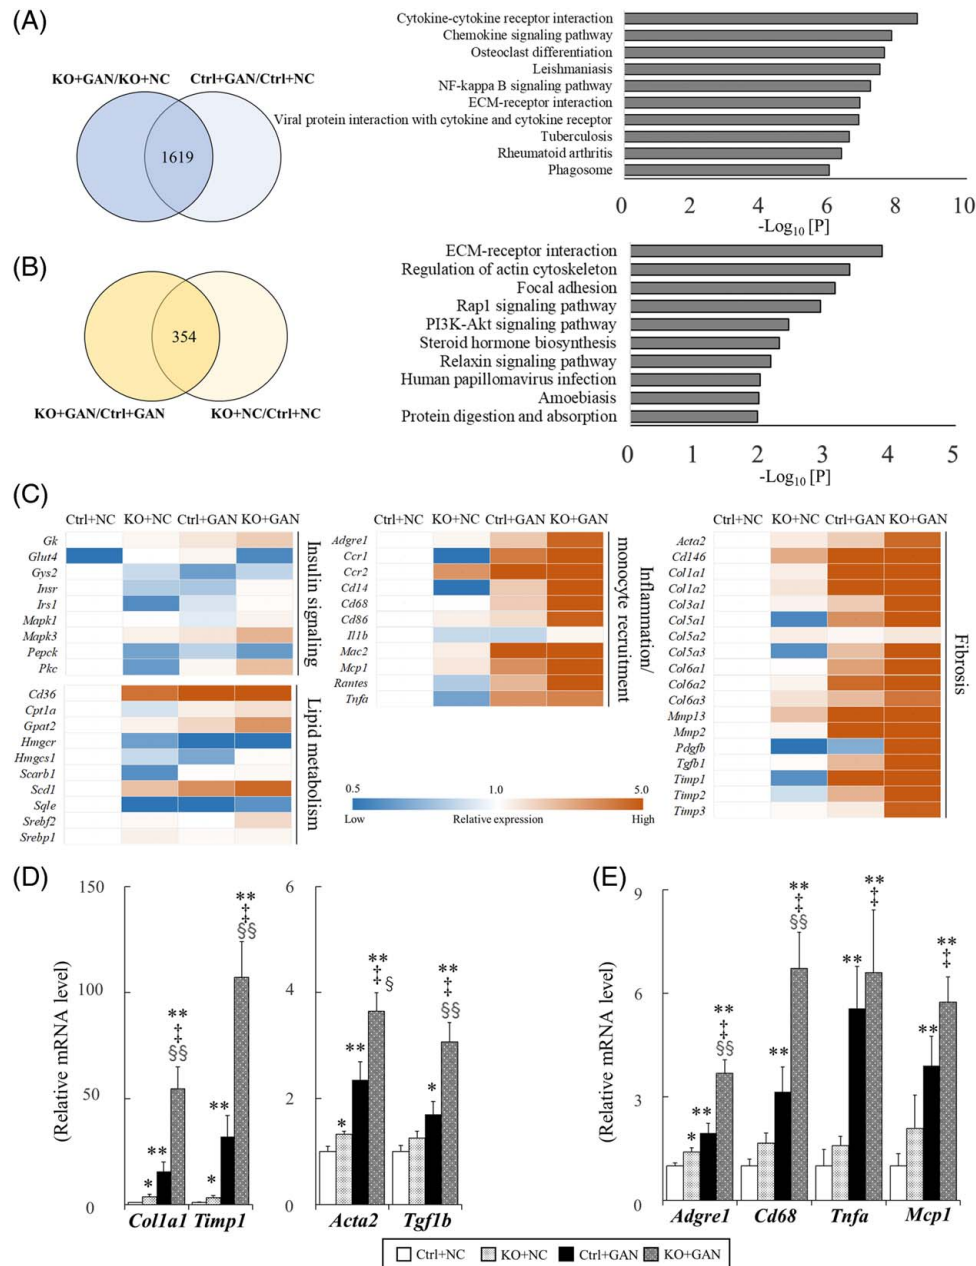 (A)
KO+GAN/KO+NC
Ctrl+GAN/Ctrl+NC
1619
Cytokine-cytokine receptor interaction
Chemokine signaling pathway
Osteoclast differentiation
Leishmaniasis
NF-kappa B signaling pathway
ECM-receptor interaction
Viral protein interaction with cytokine and cytokine receptor
Tuberculosis
Rheumatoid arthritis
Phagosome
0 2 4 6 8 10
-Log10 [P]
(B)
354
KO+GAN/Ctrl+GAN
KO+NC/Ctrl+NC
ECM-receptor interaction
Regulation of actin cytoskeleton
Focal adhesion
Rap1 signaling pathway
PI3K-Akt signaling pathway
Steroid hormone biosynthesis
Relaxin signaling pathway
Human papillomavirus infection
Amoebiasis
Protein digestion and absorption
0 1 2 3 4 5
-Log10 [P]
(C)
Ctrl+NC KO+NC Ctrl+GAN KO+GAN
Gk
Glut4
Gys2
Insr
Irs1
Mapk1
Mapk3
Pepck
Pkc
Insulin signaling
Cd36
Cpt1a
Gpat2
Hmgcr
Hmgcs1
Scarb1
Scd1
Sqle
Srebf2
Srebp1
Lipid metabolism
Ctrl+NC KO+NC Ctrl+GAN KO+GAN
Adgre1
Ccr1
Ccr2
Cd14
Cd68
Cd86
Il1b
Mac2
Mcp1
Rantes
Tnfa
Inflammation/
monocyte recruitment
0.5 1.0 5.0
Low Relative expression High
Ctrl+NC KO+NC Ctrl+GAN KO+GAN
Acta2
Cd146
Col1a1
Col1a2
Col3a1
Col5a1
Col5a2
Col5a3
Col6a1
Col6a2
Col6a3
Mmp13
Mmp2
Pdgfb
Tgfb1
Timp1
Timp2
Timp3
Fibrosis
(D)
(Relative mRNA level)
150
100
50
0
*
**
**
‡
§§
*
**
**
‡
§§
Col1a1 Timp1
6
4
2
0
*
**
**
‡
§
*
**
‡
§§
Acta2 Tgf1b
(E)
(Relative mRNA level)
9
6
3
0
*
**
**
‡
§§
**
**
‡
§§
**
**
‡
**
**
‡
Adgre1 Cd68 Tnfa Mcp1
Ctrl+NC KO+NC Ctrl+GAN KO+GAN